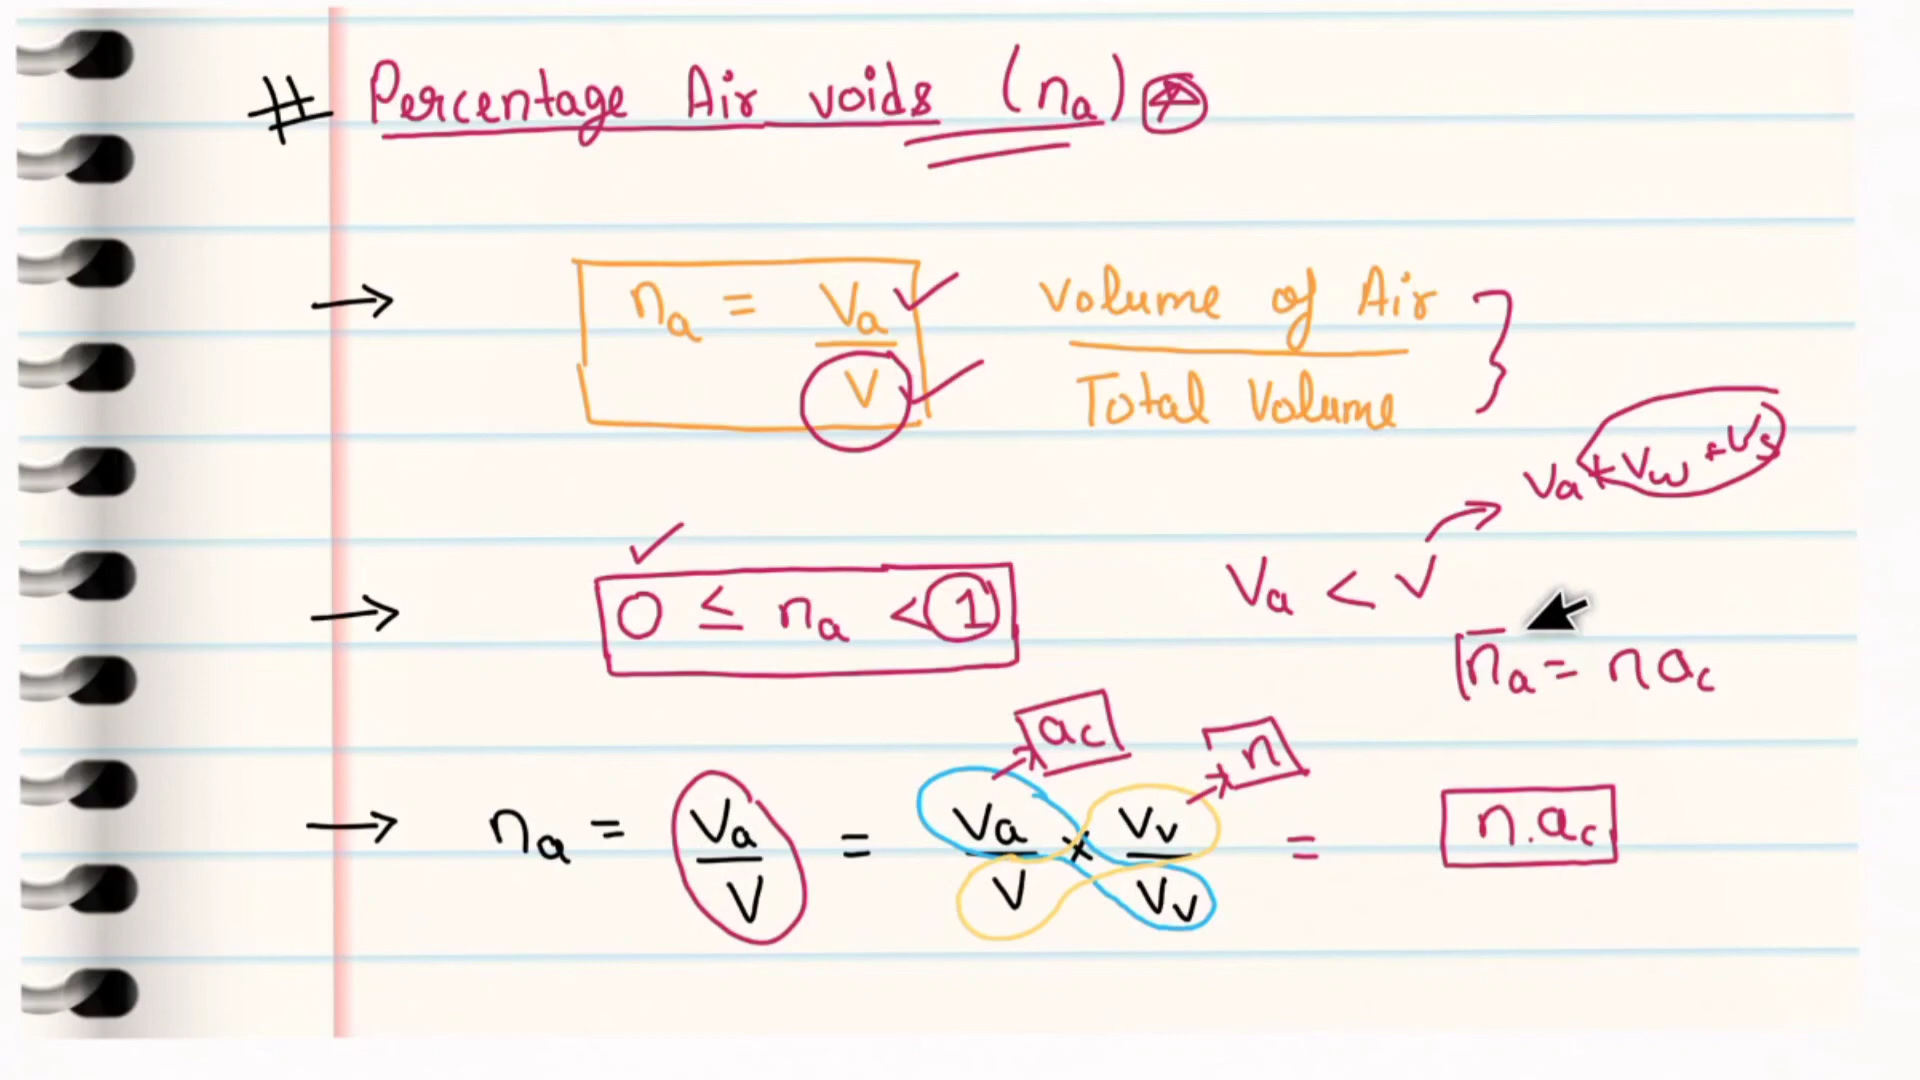 # Percentage Air voids (na)
→ na = Va / V Volume of Air / Total Volume
Va + Vw + Vs
→ 0 ≤ na < 1 Va < V
na = nac
ac n
→ na = Va / V = Va / V × Vv / Vv = n.ac